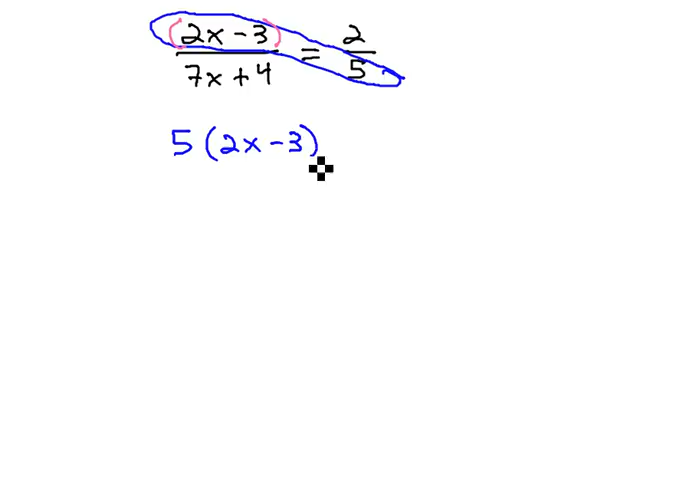 (2x - 3) / 7x + 4 = 2 / 5
5 (2x - 3)